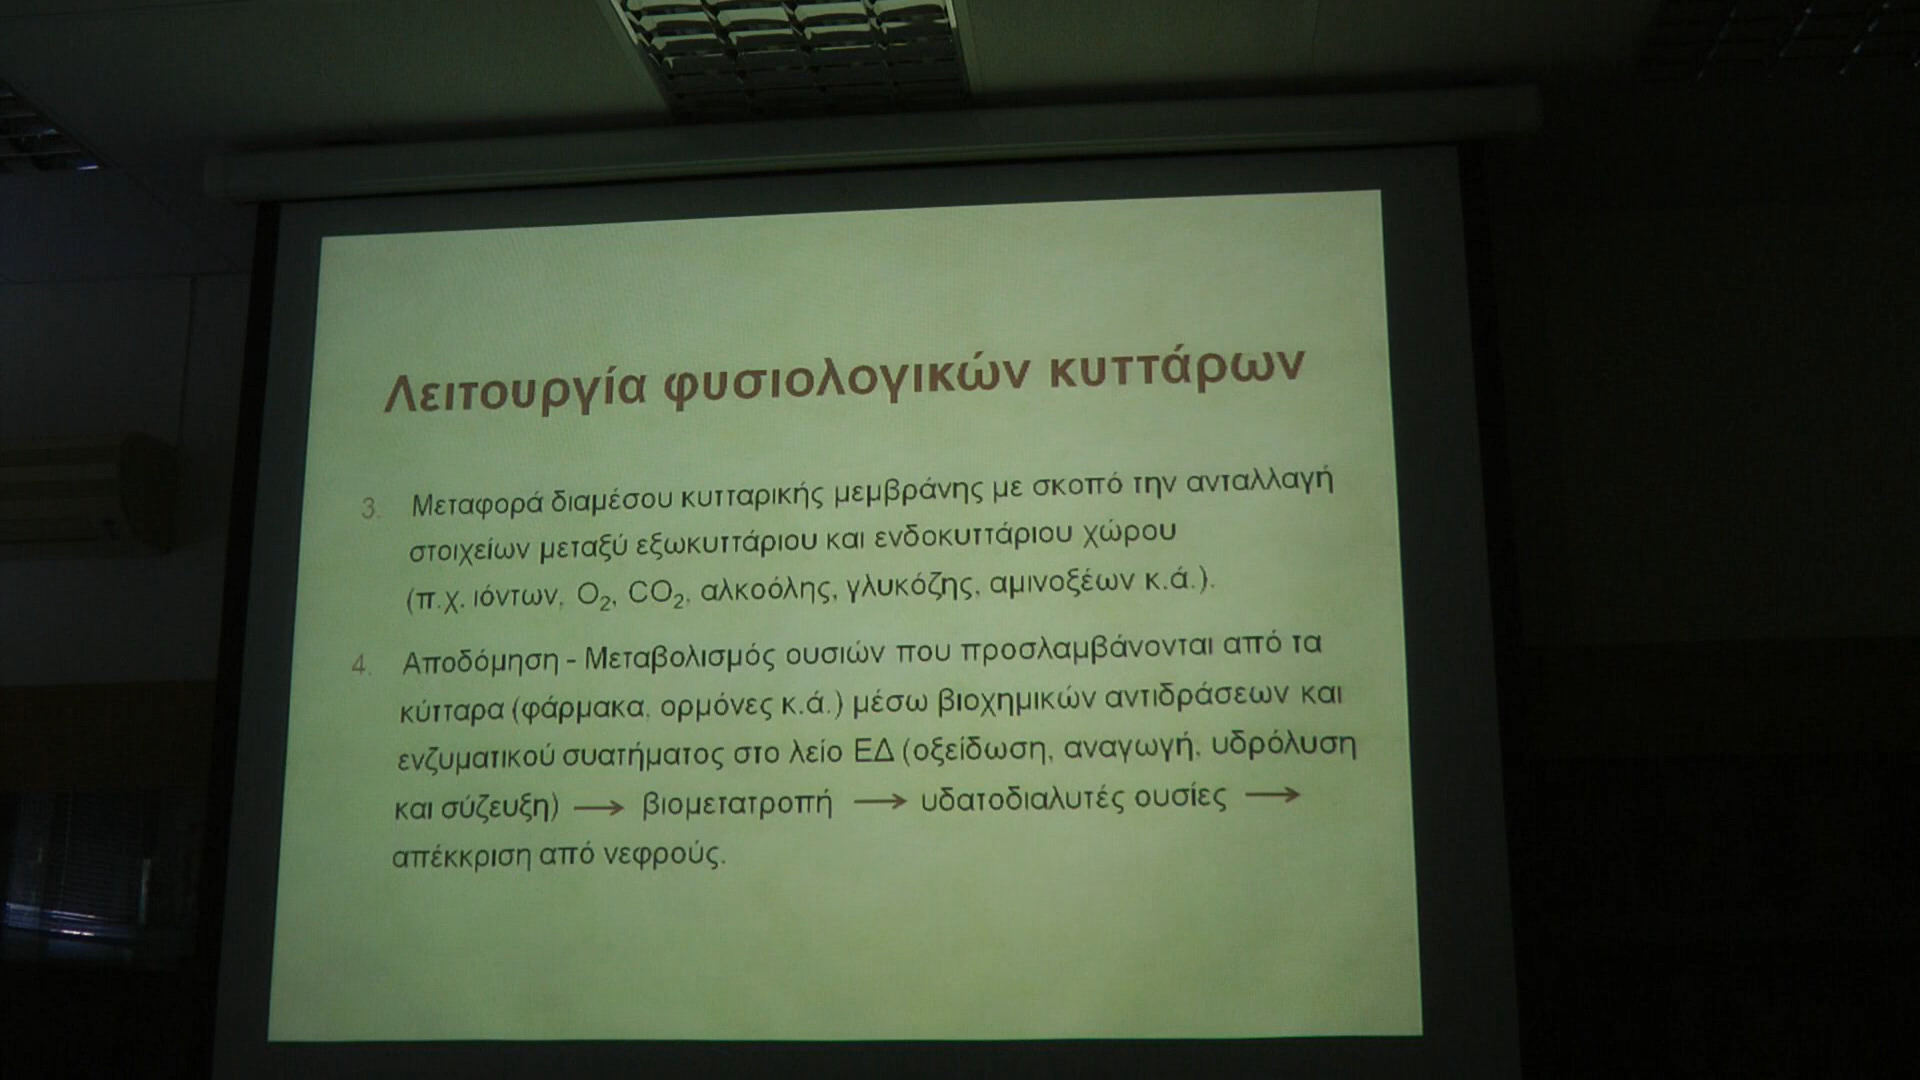 Λειτουργία φυσιολογικών κυττάρων
3. Μεταφορά διαμέσου κυτταρικής μεμβράνης με σκοπό την ανταλλαγή
στοιχείων μεταξύ εξωκυττάριου και ενδοκυττάριου χώρου
(π.χ. ιόντων, O₂, CO₂, αλκοόλης, γλυκόζης, αμινοξέων κ.ά.).
4. Αποδόμηση - Μεταβολισμός ουσιών που προσλαμβάνονται από τα
κύτταρα (φάρμακα, ορμόνες κ.ά.) μέσω βιοχημικών αντιδράσεων και
ενζυματικού συατήματος στο λείο ΕΔ (οξείδωση, αναγωγή, υδρόλυση
και σύζευξη) → βιομετατροπή → υδατοδιαλυτές ουσίες →
απέκκριση από νεφρούς.